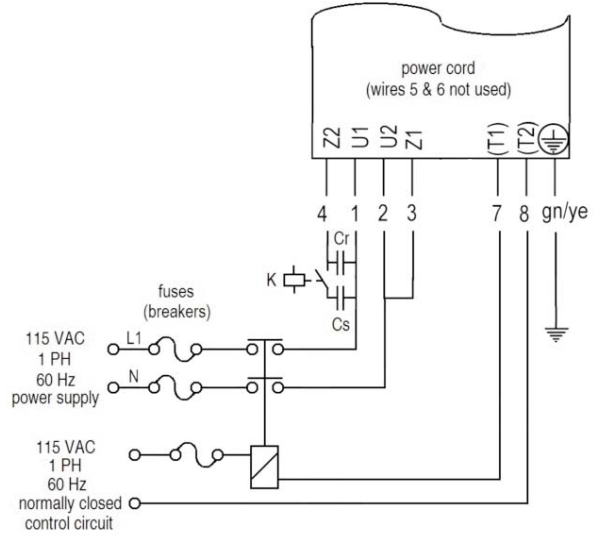 power cord
(wires 5 & 6 not used)
Z2 U1 U2 Z1 (T1) (T2)
4 1 2 3 7 8 gn/ye
Cr
K
Cs
fuses
(breakers)
115 VAC
1 PH
60 Hz
power supply
L1
N
115 VAC
1 PH
60 Hz
normally closed
control circuit